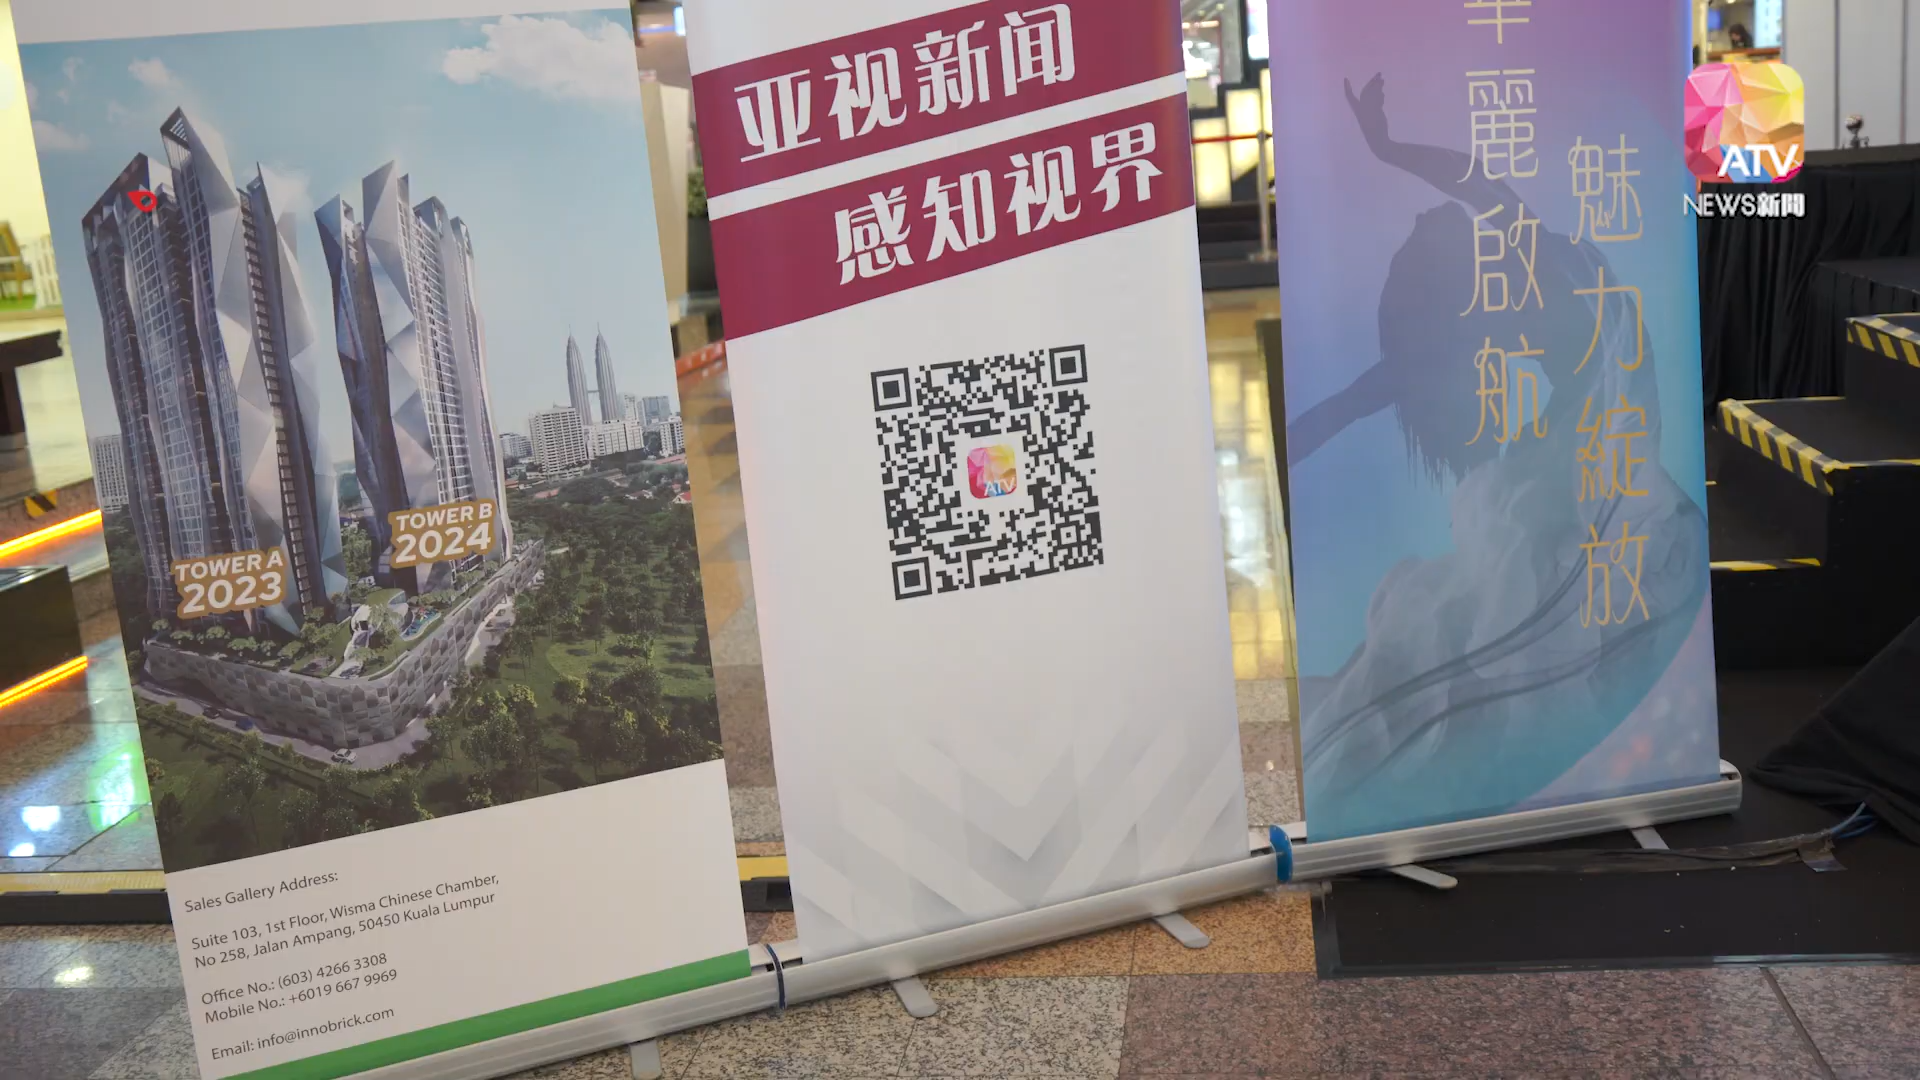 TOWER A
2023
TOWER B
2024
Sales Gallery Address:
Suite 103, 1st Floor, Wisma Chinese Chamber,
No 258, Jalan Ampang, 50450 Kuala Lumpur
Office No.: (603) 4266 3308
Mobile No.: +6019 667 9969
Email: info@innobrick.com
亚视新闻
感知视界
ATV
華麗啟航
魅力綻放
ATV
NEWS新聞